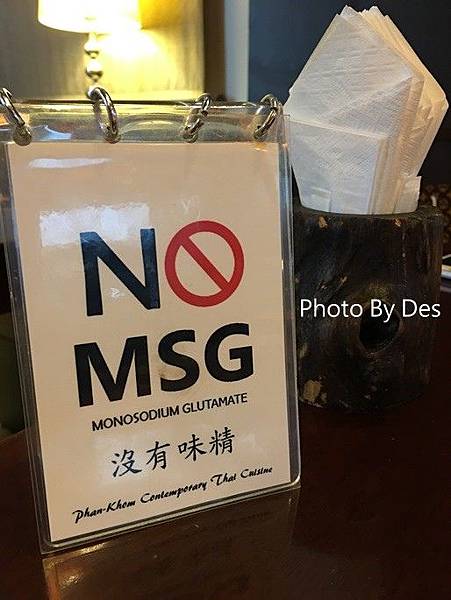 NO
MSG
MONOSODIUM GLUTAMATE
沒有味精
Phan-Khom Contemporary Thai Cuisine
Photo By Des